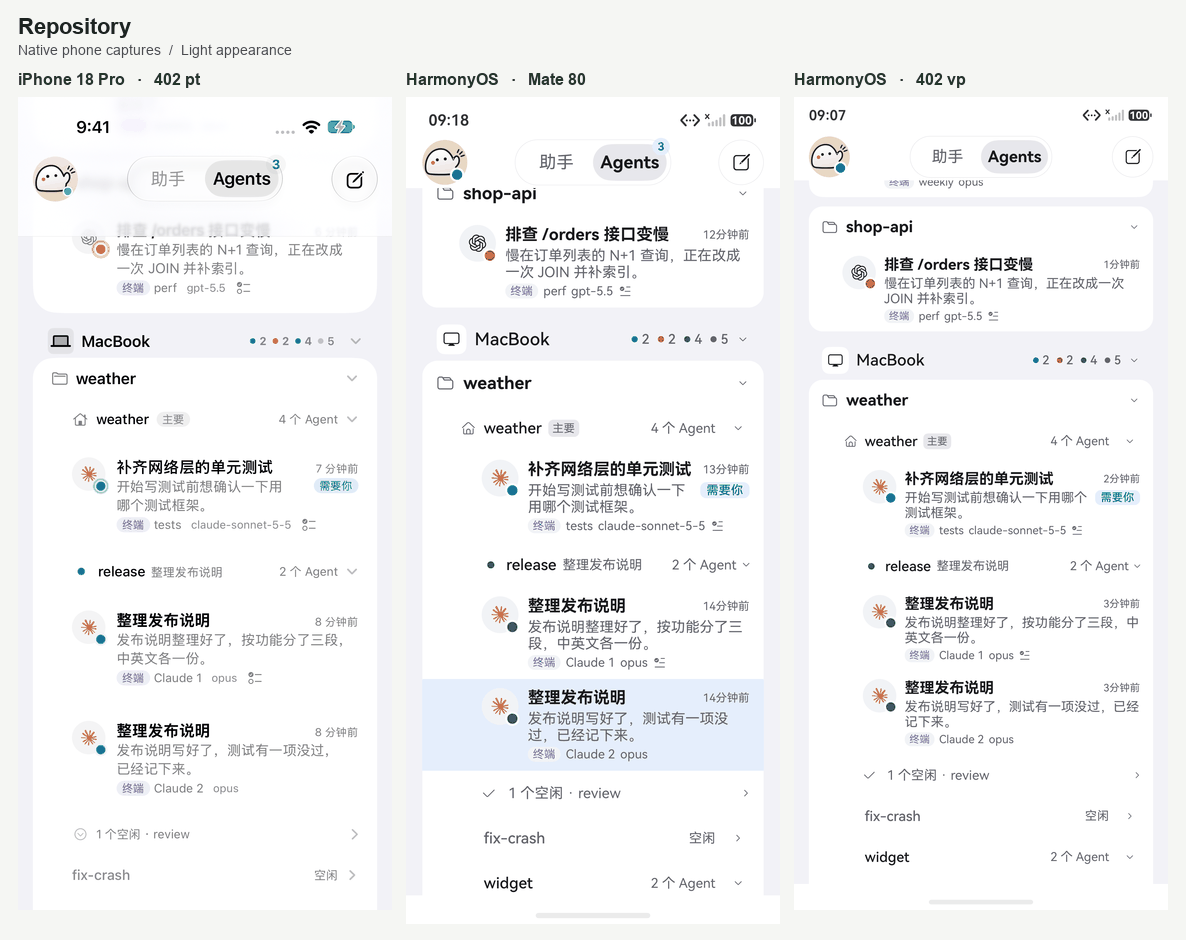 Repository
Native phone captures / Light appearance
iPhone 18 Pro · 402 pt
9:41
助手
Agents
3
排查 /orders 接口变慢
慢在订单列表的 N+1 查询，正在改成
一次 JOIN 并补索引。
终端 perf gpt-5.5
MacBook
2 2 4 5
weather
weather 主要 4 个 Agent
补齐网络层的单元测试 7 分钟前
开始写测试前想确认一下用 需要你
哪个测试框架。
终端 tests claude-sonnet-5-5
release 整理发布说明 2 个 Agent
整理发布说明 8 分钟前
发布说明整理好了，按功能分了三段，
中英文各一份。
终端 Claude 1 opus
整理发布说明 8 分钟前
发布说明写好了，测试有一项没过，
已经记下来。
终端 Claude 2 opus
1 个空闲 · review
fix-crash 空闲
HarmonyOS · Mate 80
09:18
100
助手
Agents
3
shop-api
排查 /orders 接口变慢 12分钟前
慢在订单列表的 N+1 查询，正在改成
一次 JOIN 并补索引。
终端 perf gpt-5.5
MacBook
2 2 4 5
weather
weather 主要 4 个 Agent
补齐网络层的单元测试 13分钟前
开始写测试前想确认一下 需要你
用哪个测试框架。
终端 tests claude-sonnet-5-5
release 整理发布说明 2 个 Agent
整理发布说明 14分钟前
发布说明整理好了，按功能分了三
段，中英文各一份。
终端 Claude 1 opus
整理发布说明 14分钟前
发布说明写好了，测试有一项没
过，已经记下来。
终端 Claude 2 opus
1 个空闲 · review
fix-crash 空闲
widget 2 个 Agent
HarmonyOS · 402 vp
09:07
100
助手
Agents
终端 weekly opus
shop-api
排查 /orders 接口变慢 1分钟前
慢在订单列表的 N+1 查询，正在改成一次
JOIN 并补索引。
终端 perf gpt-5.5
MacBook
2 2 4 5
weather
weather 主要 4 个 Agent
补齐网络层的单元测试 2分钟前
开始写测试前想确认一下用哪个 需要你
测试框架。
终端 tests claude-sonnet-5-5
release 整理发布说明 2 个 Agent
整理发布说明 3分钟前
发布说明整理好了，按功能分了三段，中
英文各一份。
终端 Claude 1 opus
整理发布说明 3分钟前
发布说明写好了，测试有一项没过，已经
记下来。
终端 Claude 2 opus
1 个空闲 · review
fix-crash 空闲
widget 2 个 Agent